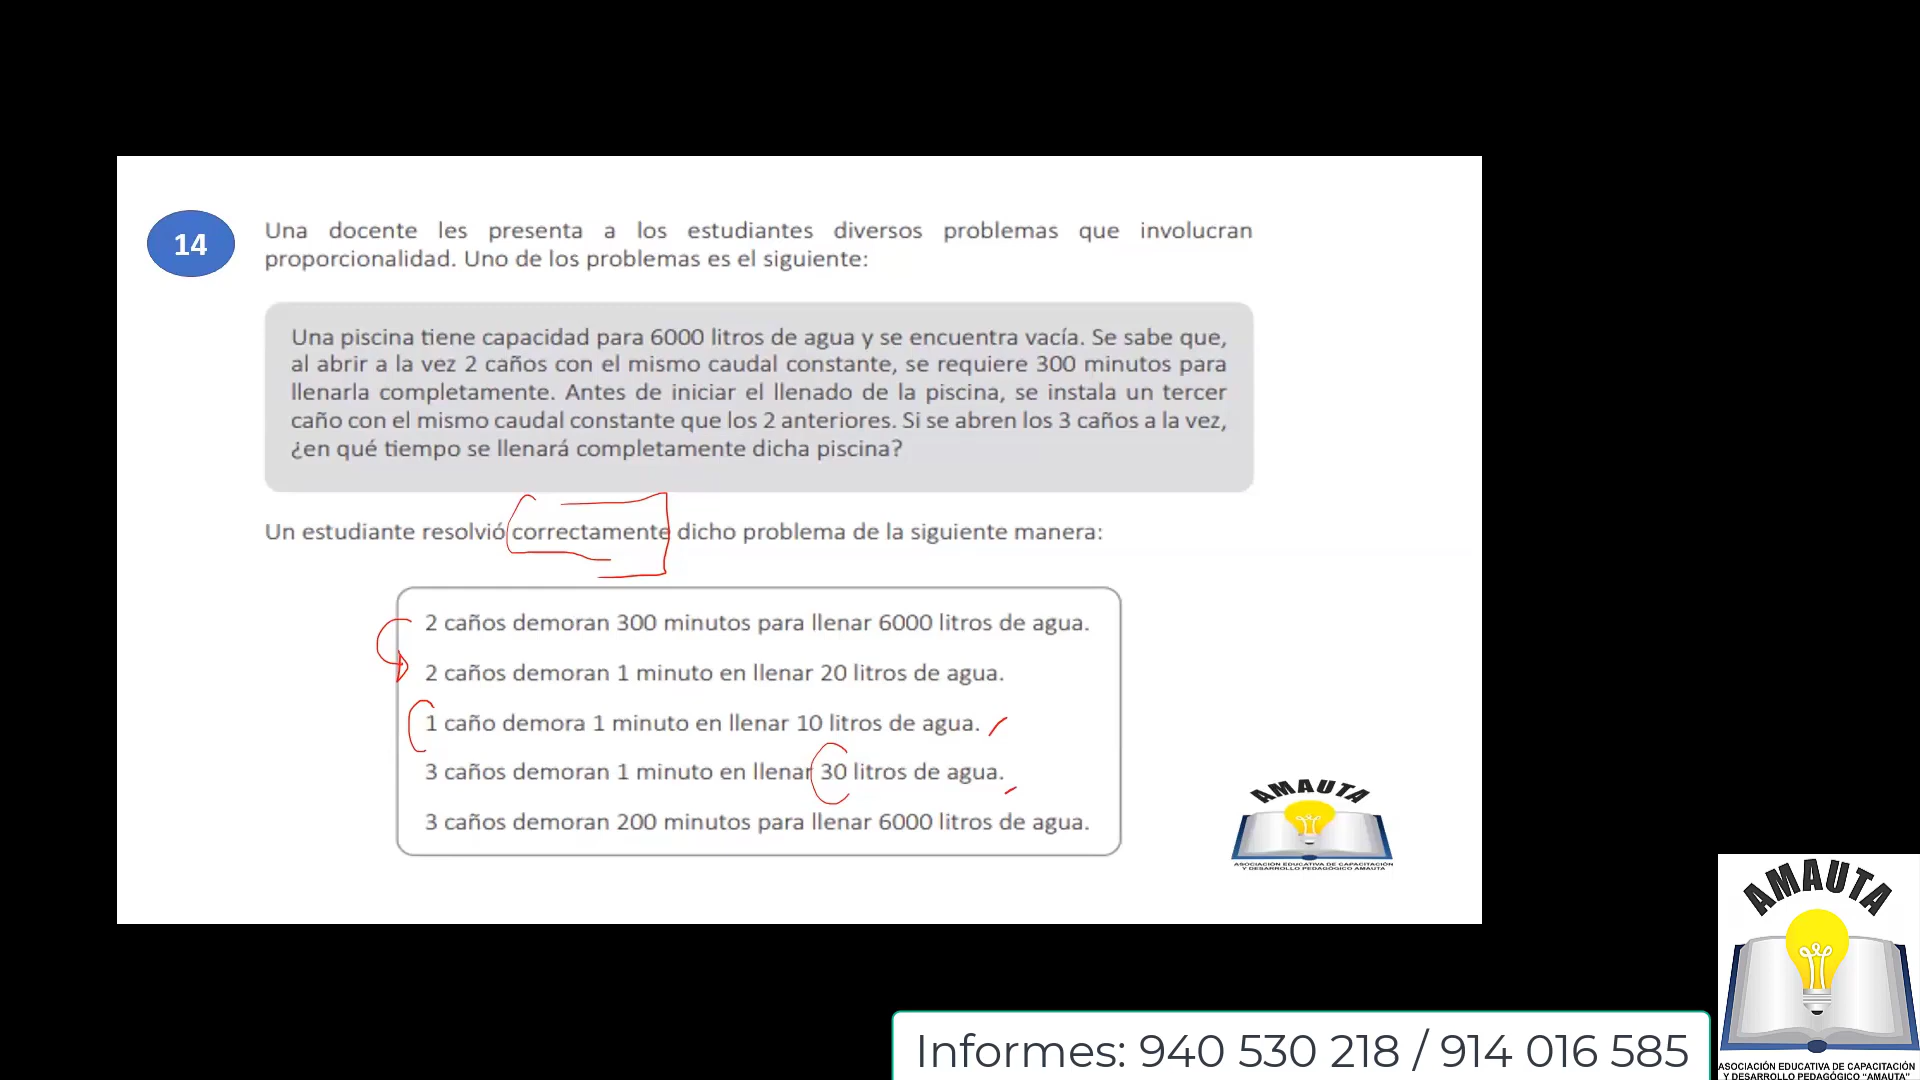 14
Una docente les presenta a los estudiantes diversos problemas que involucran
proporcionalidad. Uno de los problemas es el siguiente:
Una piscina tiene capacidad para 6000 litros de agua y se encuentra vacía. Se sabe que,
al abrir a la vez 2 caños con el mismo caudal constante, se requiere 300 minutos para
llenarla completamente. Antes de iniciar el llenado de la piscina, se instala un tercer
caño con el mismo caudal constante que los 2 anteriores. Si se abren los 3 caños a la vez,
¿en qué tiempo se llenará completamente dicha piscina?
Un estudiante resolvió correctamente dicho problema de la siguiente manera:
2 caños demoran 300 minutos para llenar 6000 litros de agua.
2 caños demoran 1 minuto en llenar 20 litros de agua.
1 caño demora 1 minuto en llenar 10 litros de agua.
3 caños demoran 1 minuto en llenar 30 litros de agua.
3 caños demoran 200 minutos para llenar 6000 litros de agua.
AMAUTA
ASOCIACIÓN EDUCATIVA DE CAPACITACIÓN
Y DESARROLLO PEDAGÓGICO AMAUTA
AMAUTA
ASOCIACIÓN EDUCATIVA DE CAPACITACIÓN
Y DESARROLLO PEDAGÓGICO "AMAUTA"
Informes: 940 530 218 / 914 016 585